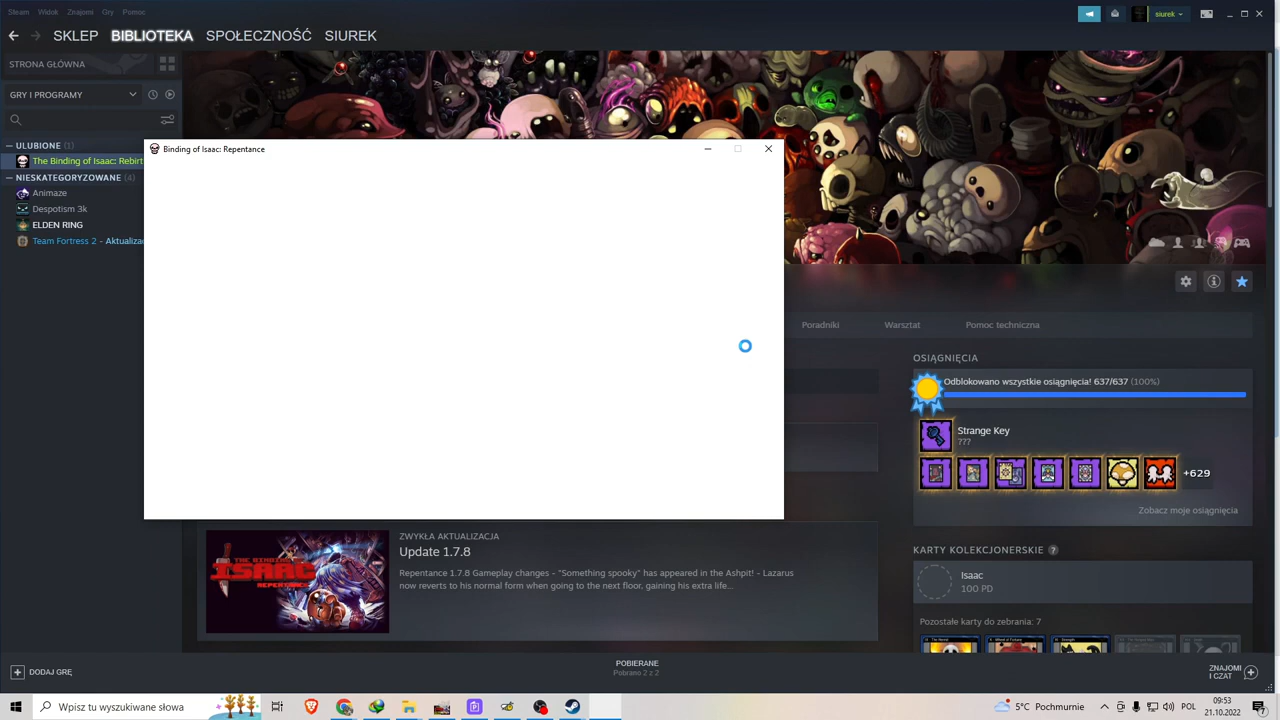 Steam Widok Znajomi Gry Pomoc
siurek
SKLEP BIBLIOTEKA SPOŁECZNOŚĆ SIUREK
STRONA GŁÓWNA
GRY I PROGRAMY
ULUBIONE (1)
The Binding of Isaac: Rebirt
NIESKATEGORYZOWANE (4)
Animaze
Despotism 3k
ELDEN RING
Team Fortress 2 - Aktualizac
Binding of Isaac: Repentance
Poradniki Warsztat Pomoc techniczna
OSIĄGNIĘCIA
Odblokowano wszystkie osiągnięcia! 637/637 (100%)
Strange Key
???
+629
Zobacz moje osiągnięcia
KARTY KOLEKCJONERSKIE ?
Isaac
100 PD
Pozostałe karty do zebrania: 7
ZWYKŁA AKTUALIZACJA
Update 1.7.8
Repentance 1.7.8 Gameplay changes - "Something spooky" has appeared in the Ashpit! - Lazarus
now reverts to his normal form when going to the next floor, gaining his extra life...
THE BINDING
ISAAC
REPENTANCE
DODAJ GRĘ
POBIERANE
Pobrano 2 z 2
ZNAJOMI
I CZAT
Wpisz tu wyszukiwane słowa
5°C Pochmurnie
POL
09:53
21.10.2022
7